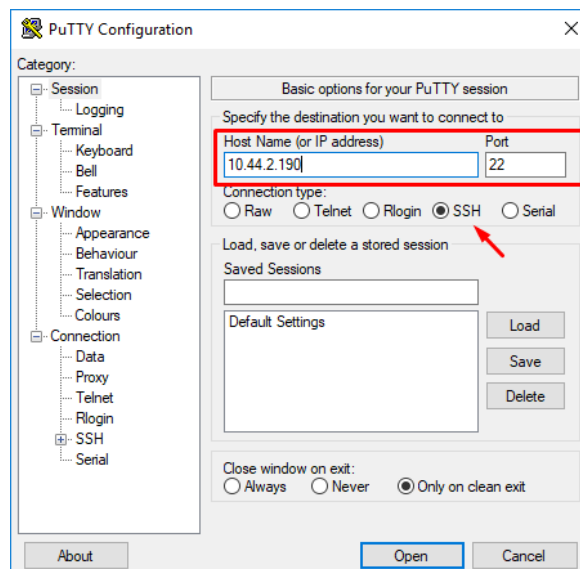 PuTTY Configuration
Category:
Session
Logging
Terminal
Keyboard
Bell
Features
Window
Appearance
Behaviour
Translation
Selection
Colours
Connection
Data
Proxy
Telnet
Rlogin
SSH
Serial
Basic options for your PuTTY session
Specify the destination you want to connect to
Host Name (or IP address) Port
10.44.2.190 22
Connection type:
Raw Telnet Rlogin SSH Serial
Load, save or delete a stored session
Saved Sessions
Default Settings
Load
Save
Delete
Close window on exit:
Always Never Only on clean exit
About Open Cancel